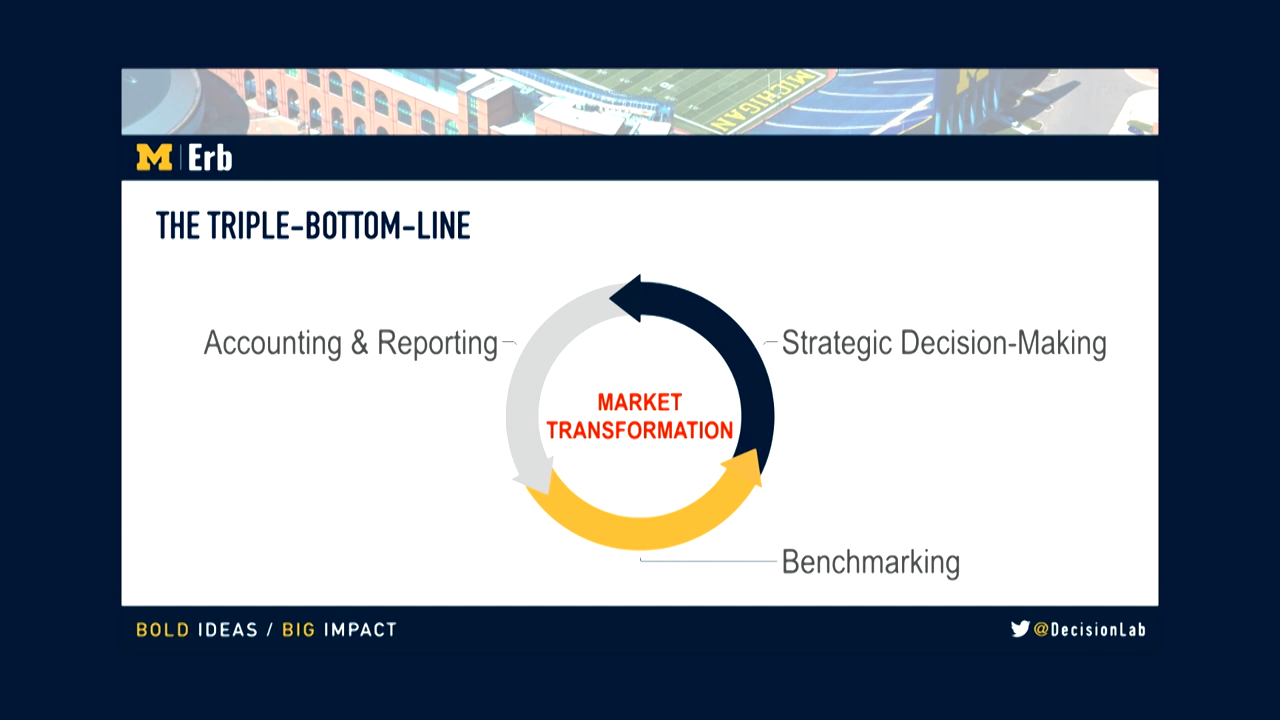 MICHIGAN
M
M Erb
THE TRIPLE-BOTTOM-LINE
Accounting & Reporting
Strategic Decision-Making
MARKET
TRANSFORMATION
Benchmarking
BOLD IDEAS / BIG IMPACT
@DecisionLab